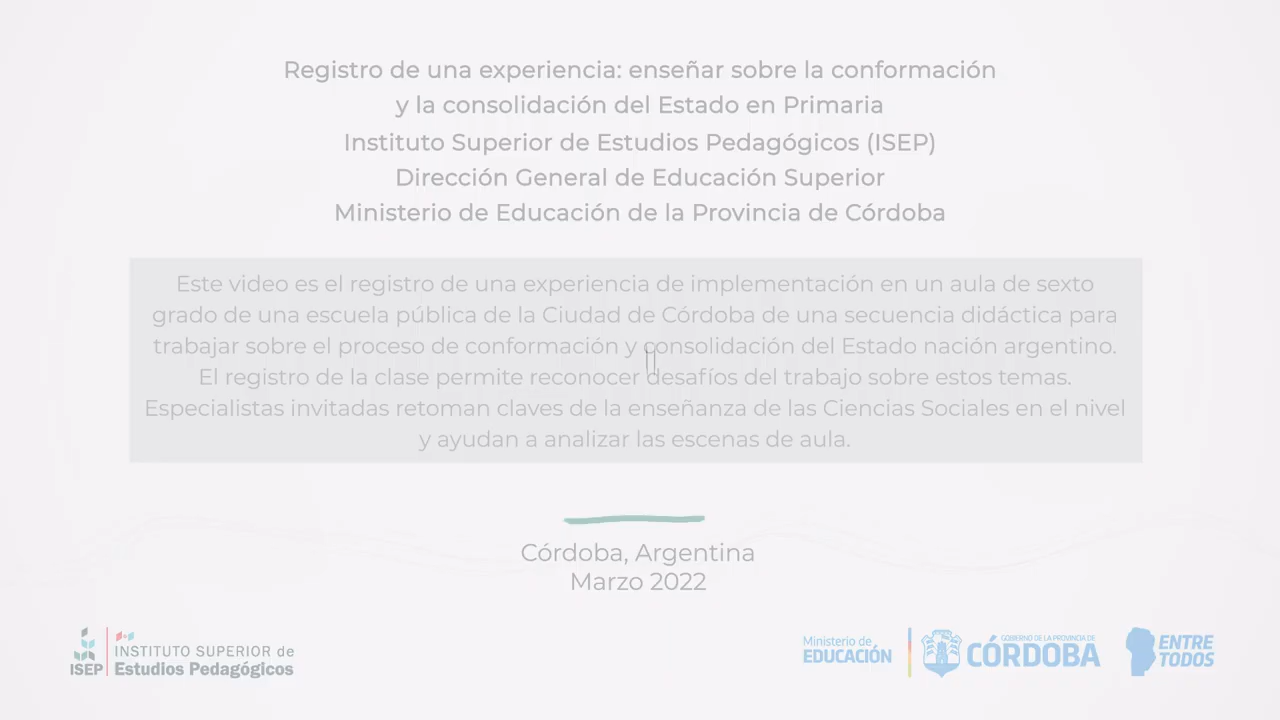 Registro de una experiencia: enseñar sobre la conformación
y la consolidación del Estado en Primaria
Instituto Superior de Estudios Pedagógicos (ISEP)
Dirección General de Educación Superior
Ministerio de Educación de la Provincia de Córdoba
Este video es el registro de una experiencia de implementación en un aula de sexto
grado de una escuela pública de la Ciudad de Córdoba de una secuencia didáctica para
trabajar sobre el proceso de conformación y consolidación del Estado nación argentino.
El registro de la clase permite reconocer desafíos del trabajo sobre estos temas.
Especialistas invitadas retoman claves de la enseñanza de las Ciencias Sociales en el nivel
y ayudan a analizar las escenas de aula.
Córdoba, Argentina
Marzo 2022
ISEP
INSTITUTO SUPERIOR de
Estudios Pedagógicos
Ministerio de
EDUCACIÓN
GOBIERNO DE LA PROVINCIA DE
CÓRDOBA
ENTRE
TODOS